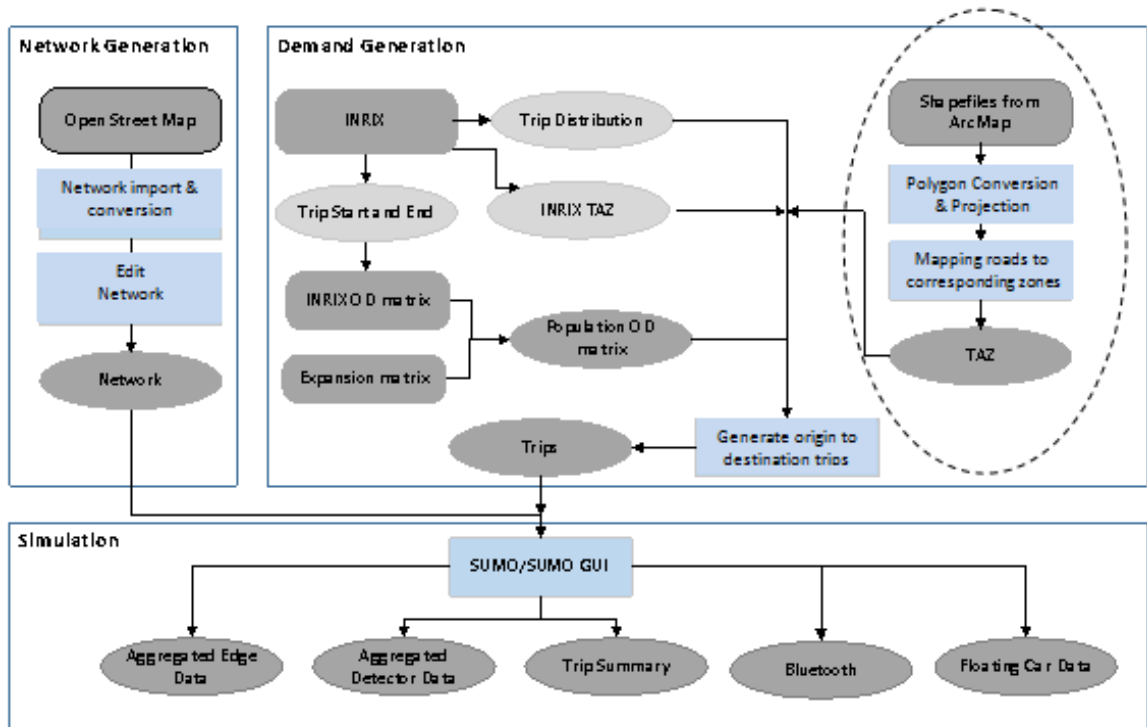 Network Generation
Open Street Map
Network import &
conversion
Edit
Network
Network
Demand Generation
INRIX
Trip Distribution
Trip Start and End
INRIX TAZ
INRIX OD matrix
Expansion matrix
Population OD
matrix
Shapefiles from
ArcMap
Polygon Conversion
& Projection
Mapping roads to
corresponding zones
TAZ
Generate origin to
destination trips
Trips
Simulation
SUMO/SUMO GUI
Aggregated Edge
Data
Aggregated
Detector Data
Trip Summary
Bluetooth
Floating Car Data